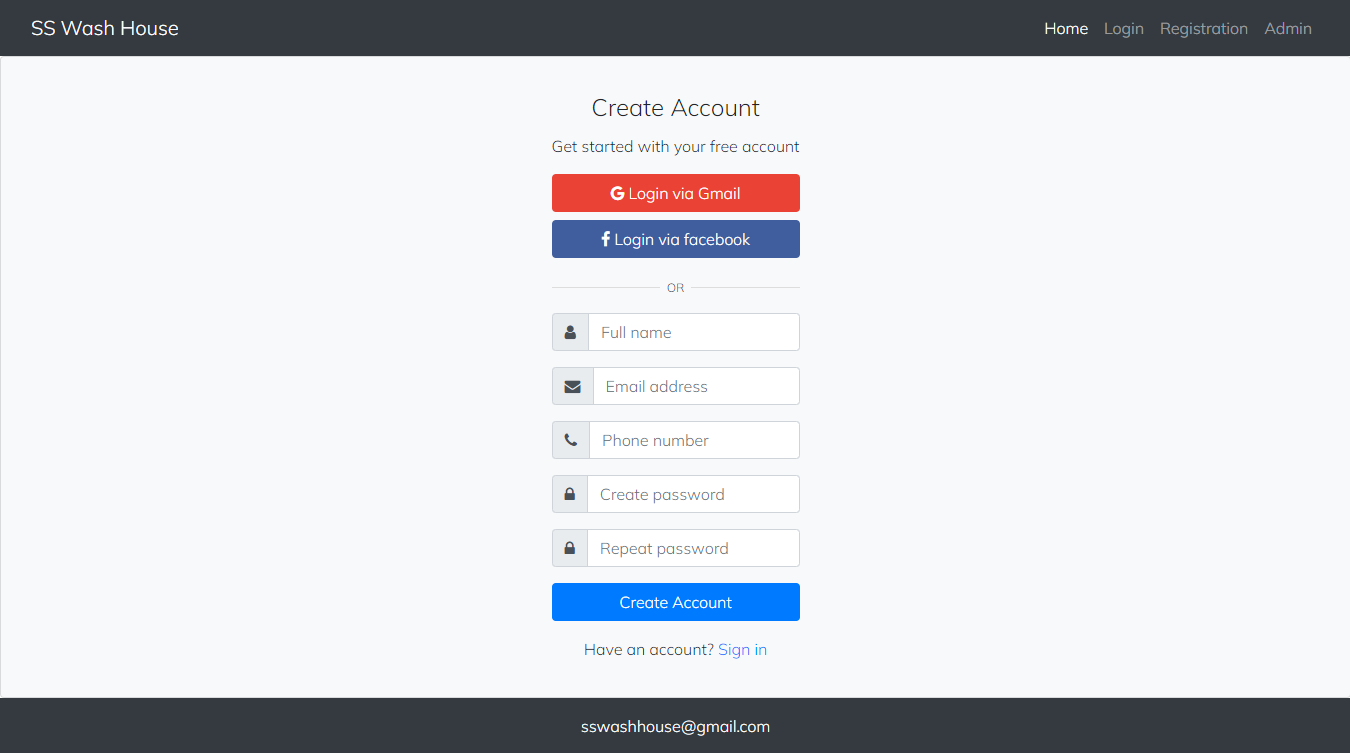 SS Wash House
Home Login Registration Admin
Create Account
Get started with your free account
Login via Gmail
Login via facebook
OR
Full name
Email address
Phone number
Create password
Repeat password
Create Account
Have an account? Sign in
sswashhouse@gmail.com